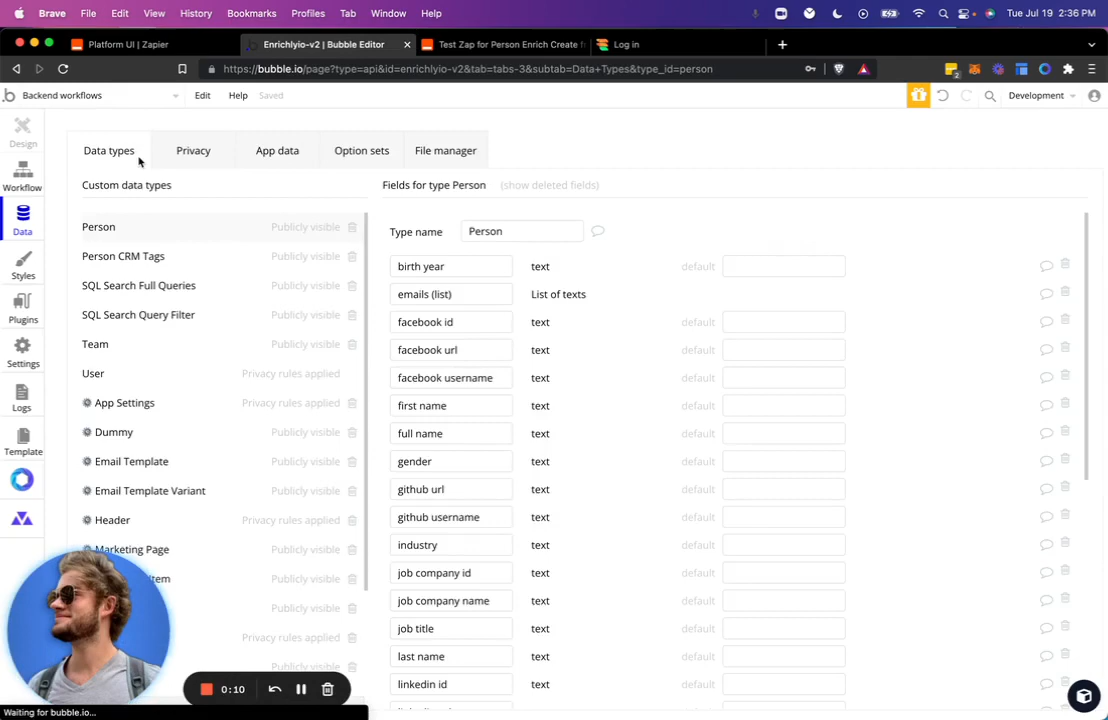 Brave File Edit View History Bookmarks Profiles Tab Window Help Tue Jul 19 2:36 PM
Platform UI | Zapier
Enrichlyio-v2 | Bubble Editor
Test Zap for Person Enrich Create f
Log in
https://bubble.io/page?type=api&id=enrichlyio-v2&tab=tabs-3&subtab=Data+Types&type_id=person
2
Backend workflows Edit Help Saved Development
Design
Workflow
Data
Styles
Plugins
Settings
Logs
Template
Data types Privacy App data Option sets File manager
Custom data types
Person Publicly visible
Person CRM Tags Publicly visible
SQL Search Full Queries Publicly visible
SQL Search Query Filter Publicly visible
Team Publicly visible
User Privacy rules applied
App Settings Privacy rules applied
Dummy Publicly visible
Email Template Publicly visible
Email Template Variant Publicly visible
Header Privacy rules applied
Marketing Page Publicly visible
Item Publicly visible
Publicly visible
Privacy rules applied
Publicly visible
Fields for type Person (show deleted fields)
Type name Person
birth year text default
emails (list) List of texts
facebook id text default
facebook url text default
facebook username text default
first name text default
full name text default
gender text default
github url text default
github username text default
industry text default
job company id text default
job company name text default
job title text default
last name text default
linkedin id text default
0:10
Waiting for bubble.io...